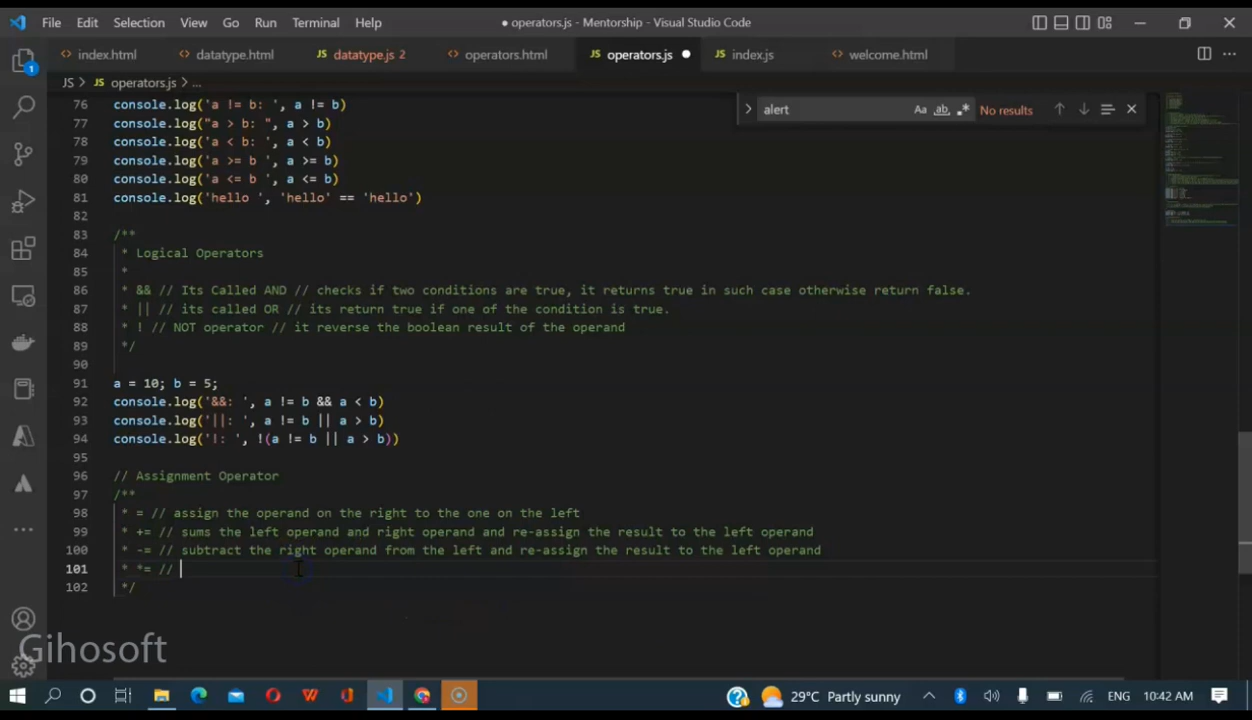 File Edit Selection View Go Run Terminal Help
● operators.js - Mentorship - Visual Studio Code
<> index.html <> datatype.html JS datatype.js 2 <> operators.html JS operators.js ● JS index.js <> welcome.html
JS > JS operators.js > ...
alert Aa ab No results
1
76 console.log('a != b: ', a != b)
77 console.log("a > b: ", a > b)
78 console.log('a < b: ', a < b)
79 console.log('a >= b ', a >= b)
80 console.log('a <= b ', a <= b)
81 console.log('hello ', 'hello' == 'hello')
82
83 /**
84 * Logical Operators
85 *
86 * && // Its Called AND // checks if two conditions are true, it returns true in such case otherwise return false.
87 * || // its called OR // its return true if one of the condition is true.
88 * ! // NOT operator // it reverse the boolean result of the operand
89 */
90
91 a = 10; b = 5;
92 console.log('&&: ', a != b && a < b)
93 console.log('||: ', a != b || a > b)
94 console.log('!: ', !(a != b || a > b))
95
96 // Assignment Operator
97 /**
98 * = // assign the operand on the right to the one on the left
99 * += // sums the left operand and right operand and re-assign the result to the left operand
100 * -= // subtract the right operand from the left and re-assign the result to the left operand
101 * *= //
102 */
Gihosoft
29°C Partly sunny ENG 10:42 AM